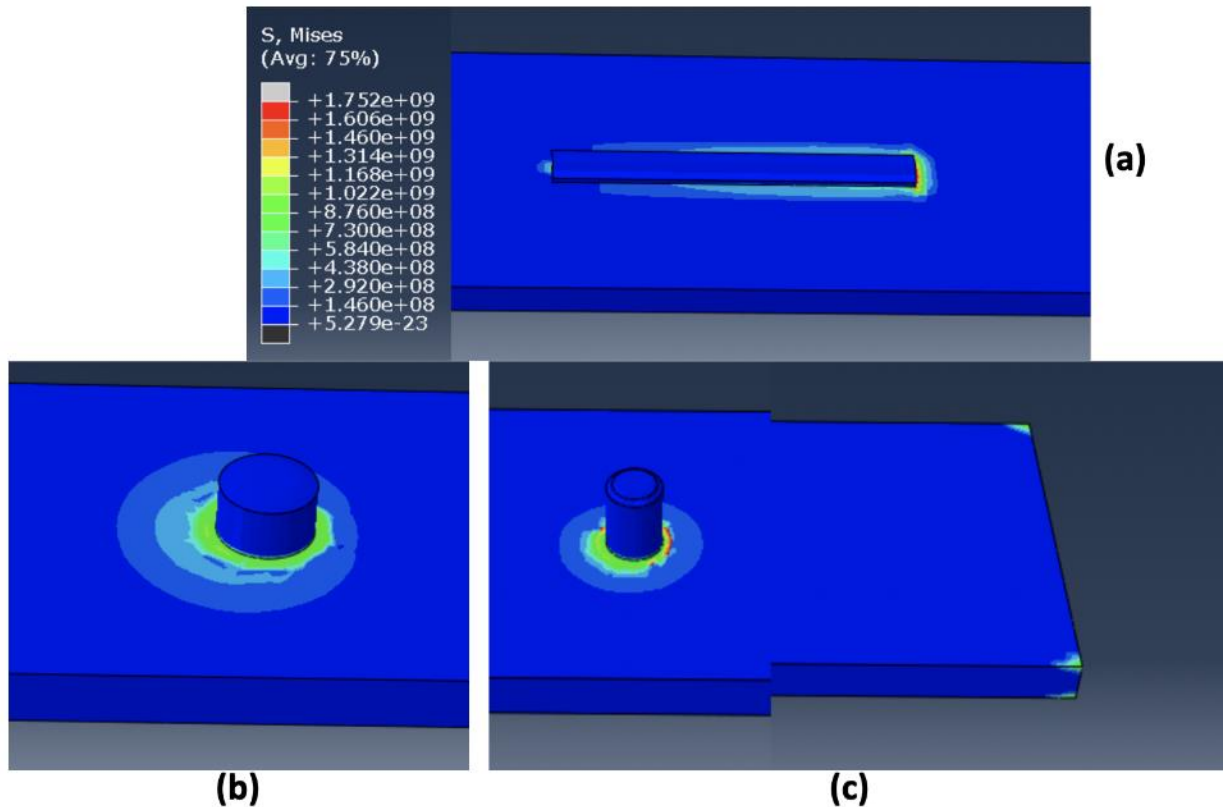 S, Mises
(Avg: 75%)
+1.752e+09
+1.606e+09
+1.460e+09
+1.314e+09
+1.168e+09
+1.022e+09
+8.760e+08
+7.300e+08
+5.840e+08
+4.380e+08
+2.920e+08
+1.460e+08
+5.279e-23
(a)
(b)
(c)